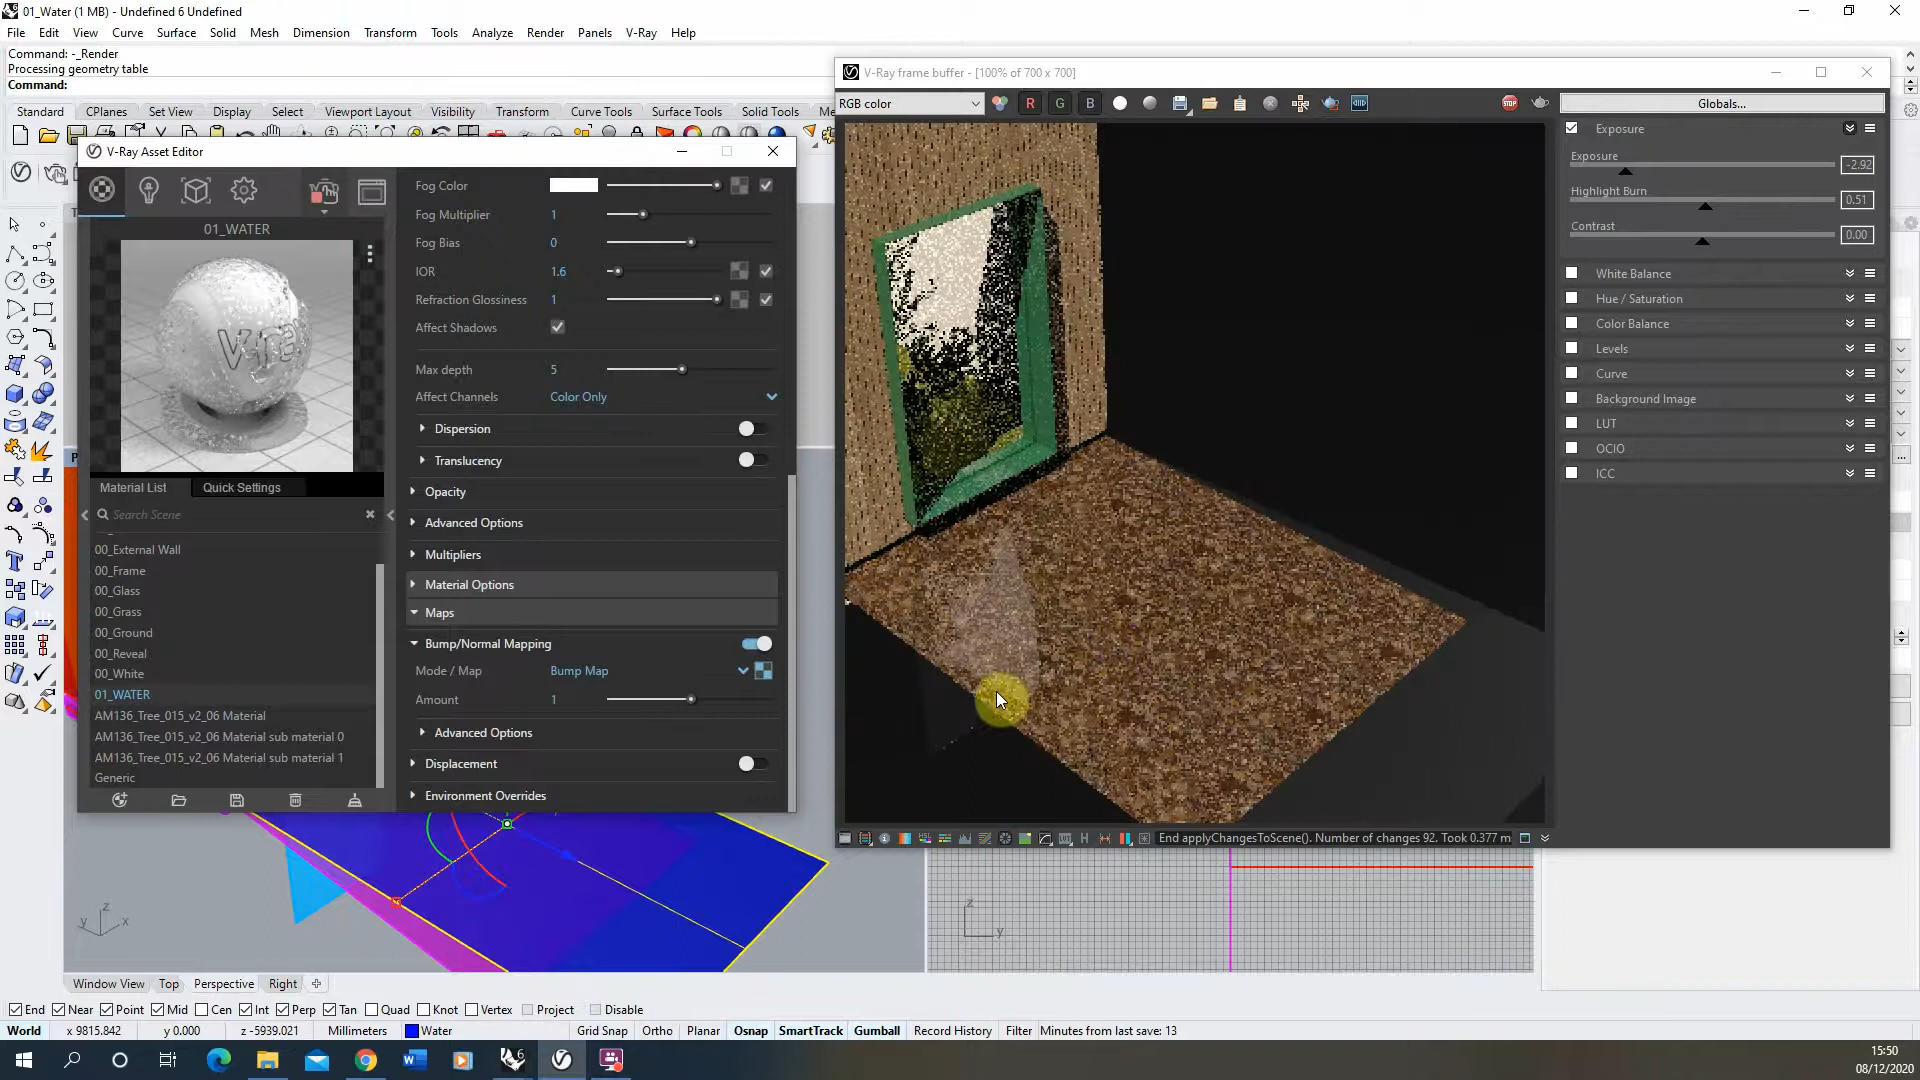 01_Water (1 MB) - Undefined 6 Undefined
File Edit View Curve Surface Solid Mesh Dimension Transform Tools Analyze Render Panels V-Ray Help
Command: -_Render
Processing geometry table
Command:
Standard CPlanes Set View Display Select Viewport Layout Visibility Transform Curve Tools Surface Tools Solid Tools Me
V-Ray Asset Editor
01_WATER
Material List Quick Settings
Search Scene
00_External Wall
00_Frame
00_Glass
00_Grass
00_Ground
00_Reveal
00_White
01_WATER
AM136_Tree_015_v2_06 Material
AM136_Tree_015_v2_06 Material sub material 0
AM136_Tree_015_v2_06 Material sub material 1
Generic
Fog Color
Fog Multiplier 1
Fog Bias 0
IOR 1.6
Refraction Glossiness 1
Affect Shadows
Max depth 5
Affect Channels Color Only
Dispersion
Translucency
Opacity
Advanced Options
Multipliers
Material Options
Maps
Bump/Normal Mapping
Mode / Map Bump Map
Amount 1
Advanced Options
Displacement
Environment Overrides
V-Ray frame buffer - [100% of 700 x 700]
RGB color R G B STOP
Globals...
Exposure
Exposure -2.92
Highlight Burn 0.51
Contrast 0.00
White Balance
Hue / Saturation
Color Balance
Levels
Curve
Background Image
LUT
OCIO
ICC
End applyChangesToScene(). Number of changes 92. Took 0.377 m
z y x
z y
Window View Top Perspective Right
End Near Point Mid Cen Int Perp Tan Quad Knot Vertex Project Disable
World x 9815.842 y 0.000 z -5939.021 Millimeters Water Grid Snap Ortho Planar Osnap SmartTrack Gumball Record History Filter Minutes from last save: 13
15:50
08/12/2020